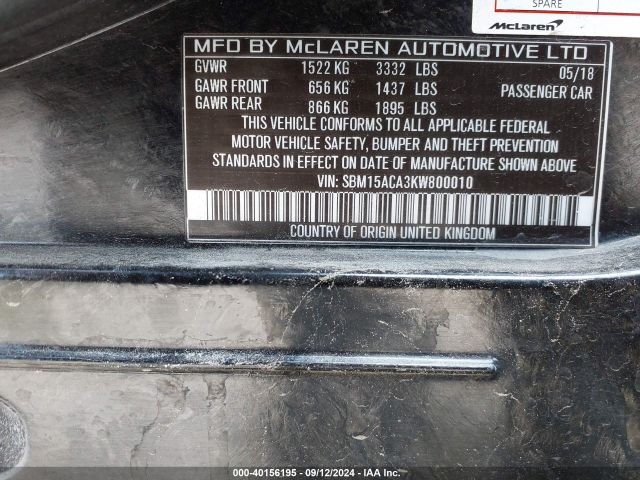 SPARE
McLaren
MFD BY McLAREN AUTOMOTIVE LTD
GVWR 1522 KG 3332 LBS 05/18
GAWR FRONT 656 KG 1437 LBS PASSENGER CAR
GAWR REAR 866 KG 1895 LBS
THIS VEHICLE CONFORMS TO ALL APPLICABLE FEDERAL
MOTOR VEHICLE SAFETY, BUMPER AND THEFT PREVENTION
STANDARDS IN EFFECT ON DATE OF MANUFACTURE SHOWN ABOVE
VIN: SBM15ACA3KW800010
COUNTRY OF ORIGIN UNITED KINGDOM
000-40156195 - 09/12/2024 - IAA Inc.